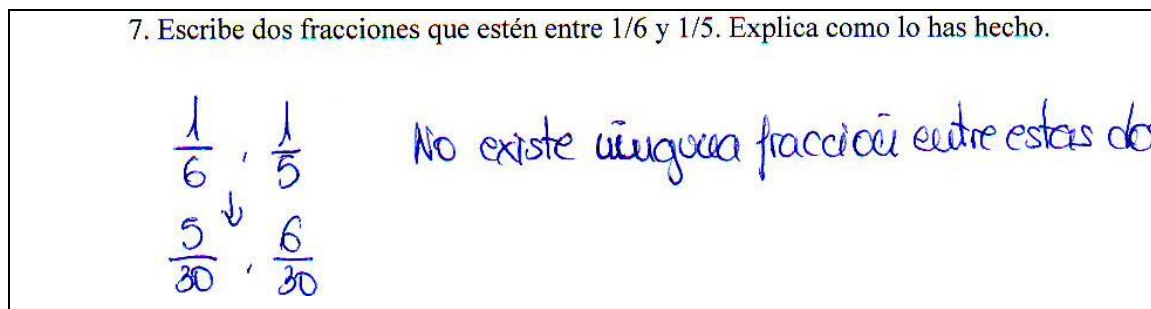 7. Escribe dos fracciones que estén entre 1/6 y 1/5. Explica como lo has hecho.
1/6 , 1/5 No existe ninguna fracción entre estas do
↓
5/30 , 6/30